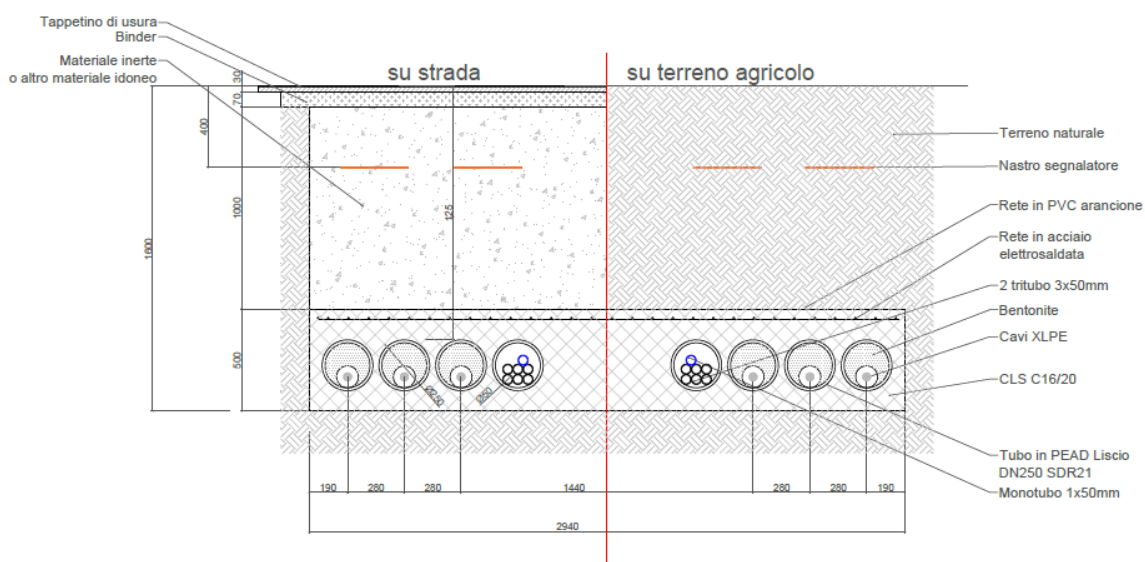 Tappetino di usura
Binder
Materiale inerte
o altro materiale idoneo
su strada
su terreno agricolo
30
70
400
1000
1600
125
500
Ø250
Ø50
Terreno naturale
Nastro segnalatore
Rete in PVC arancione
Rete in acciaio
elettrosaldata
2 tritubo 3x50mm
Bentonite
Cavi XLPE
CLS C16/20
Tubo in PEAD Liscio
DN250 SDR21
Monotubo 1x50mm
190
280
280
1440
280
280
190
2940